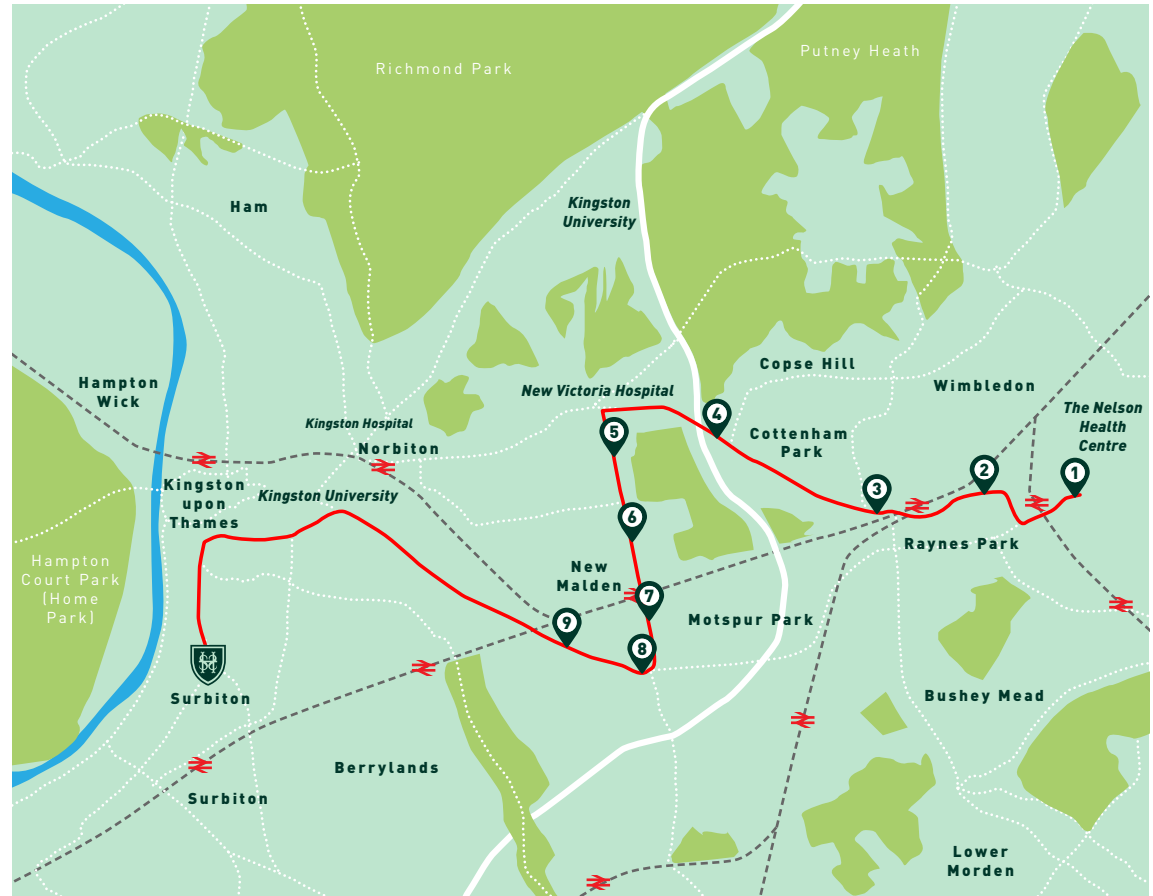 Richmond Park
Putney Heath
Ham
Kingston
University
Copse Hill
Hampton
Wick
New Victoria Hospital
Wimbledon
Kingston Hospital
Norbiton
4
The Nelson
Health
Centre
5
Cottenham
Park
1
2
3
Kingston
upon
Thames
Kingston University
6
Raynes Park
Hampton
Court Park
(Home
Park)
New
Malden
7
Motspur Park
9
8
Surbiton
Bushey Mead
Berrylands
Surbiton
Lower
Morden